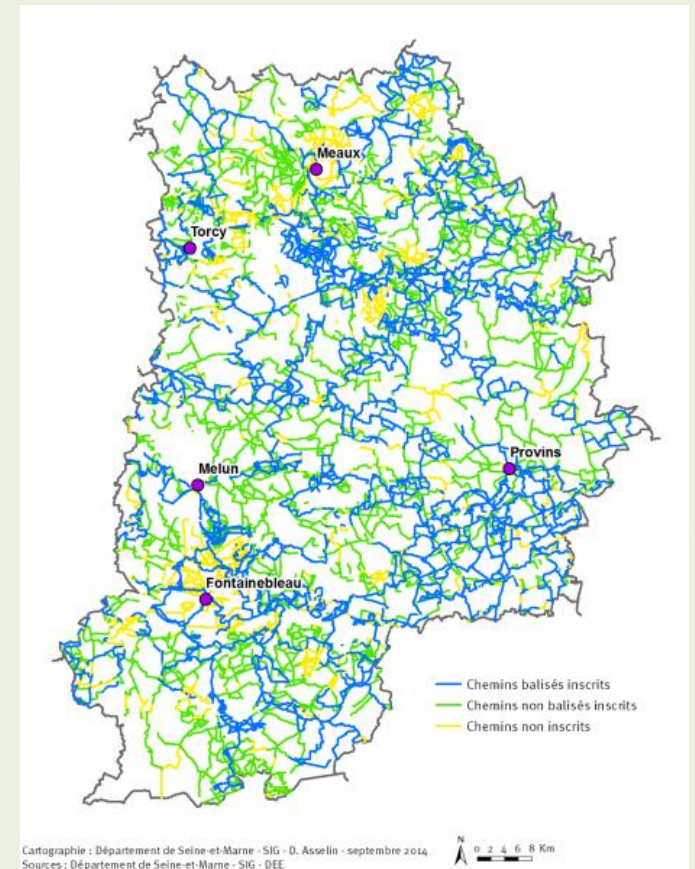 Meaux
Torcy
Provins
Melun
Fontainebleau
Chemins balisés inscrits
Chemins non balisés inscrits
Chemins non inscrits
Cartographie : Département de Seine-et-Marne - SIG - D. Asselin - septembre 2014
Sources : Département de Seine-et-Marne - SIG - DEE
N
0 2 4 6 8 Km